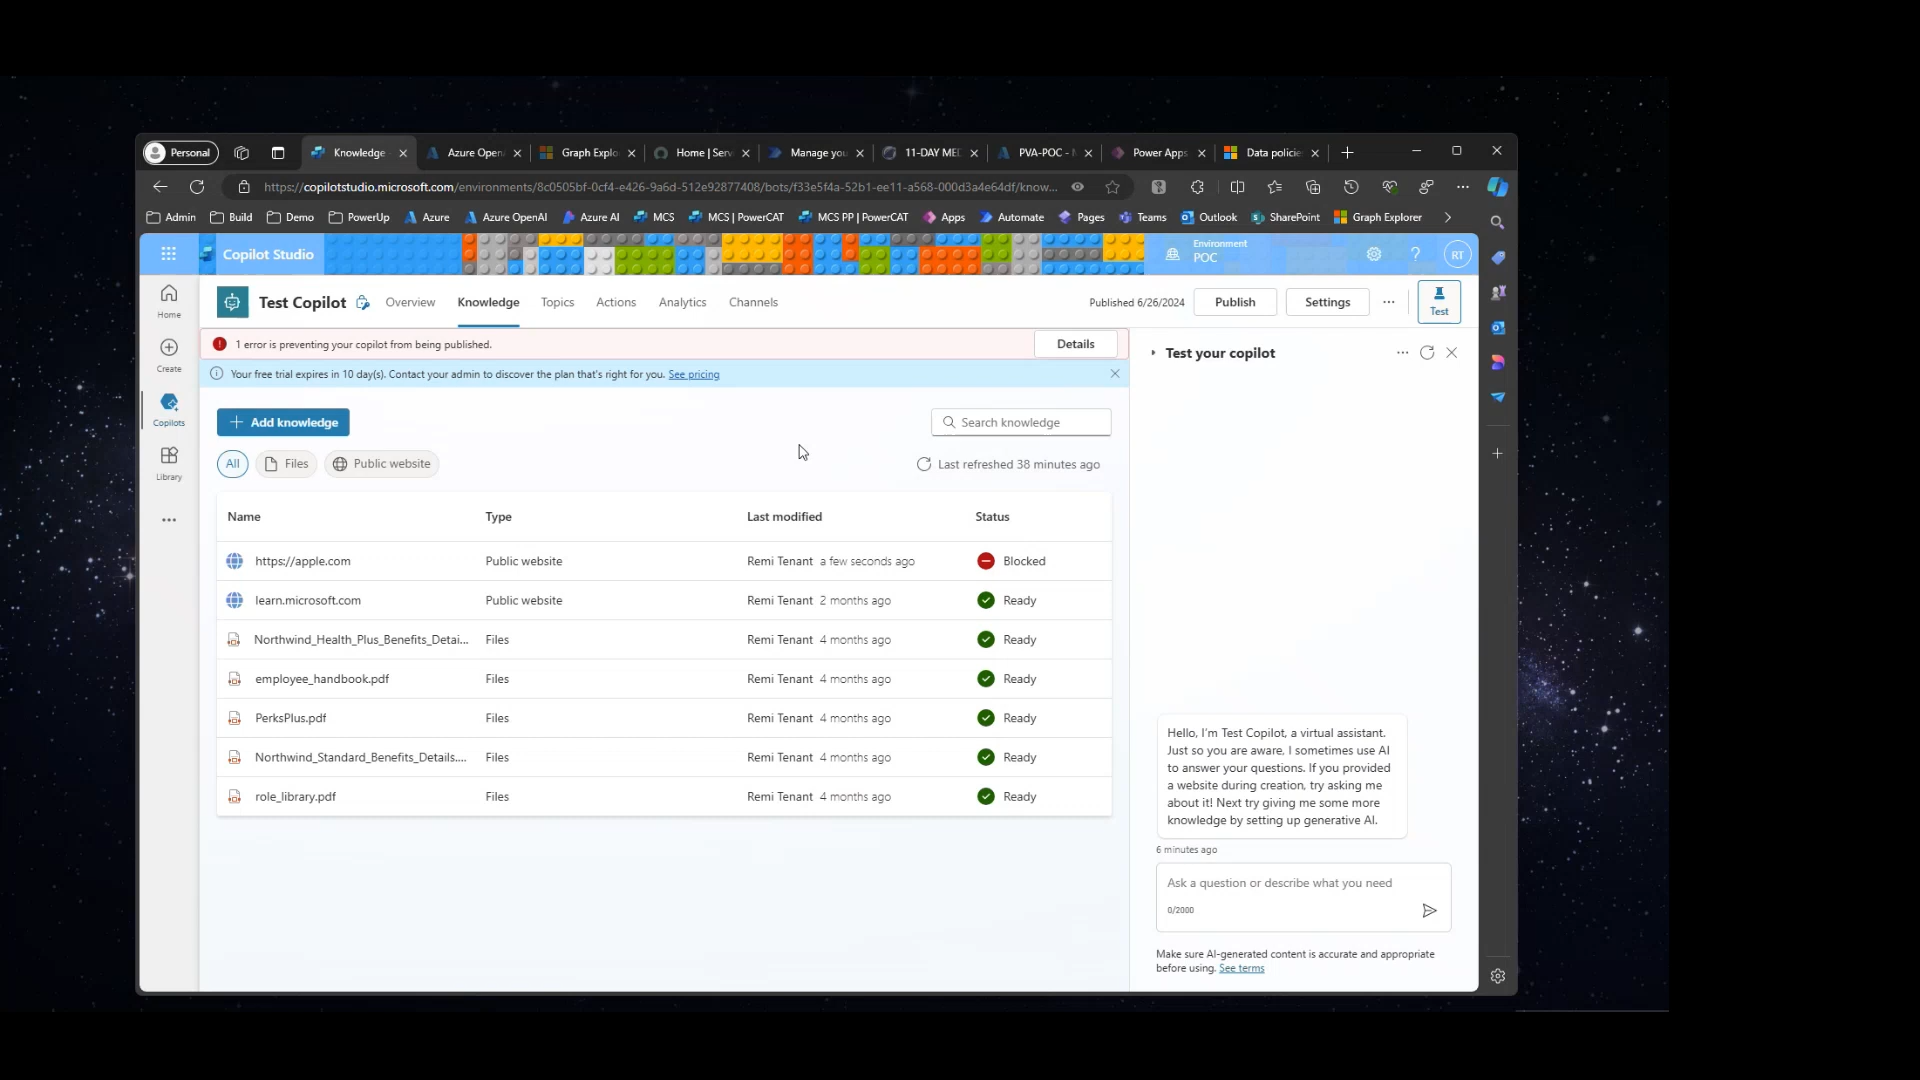 Personal
Knowledge
Azure Open
Graph Explo
Home | Serv
Manage you
11-DAY MED
PVA-POC - M
Power Apps
Data policie
https://copilotstudio.microsoft.com/environments/8c0505bf-0cf4-e426-9a6d-512e92877408/bots/f33e5f4a-52b1-ee11-a568-000d3a4e64df/know...
Admin
Build
Demo
PowerUp
Azure
Azure OpenAI
Azure AI
MCS
MCS | PowerCAT
MCS PP | PowerCAT
Apps
Automate
Pages
Teams
Outlook
SharePoint
Graph Explorer
Copilot Studio
Environment
POC
RT
Home
Create
Copilots
Library
Test Copilot
Overview
Knowledge
Topics
Actions
Analytics
Channels
Published 6/26/2024
Publish
Settings
Test
1 error is preventing your copilot from being published.
Details
Your free trial expires in 10 day(s). Contact your admin to discover the plan that's right for you. See pricing
Add knowledge
Search knowledge
All
Files
Public website
Last refreshed 38 minutes ago
Name Type Last modified Status
https://apple.com Public website Remi Tenant a few seconds ago Blocked
learn.microsoft.com Public website Remi Tenant 2 months ago Ready
Northwind_Health_Plus_Benefits_Detai... Files Remi Tenant 4 months ago Ready
employee_handbook.pdf Files Remi Tenant 4 months ago Ready
PerksPlus.pdf Files Remi Tenant 4 months ago Ready
Northwind_Standard_Benefits_Details.... Files Remi Tenant 4 months ago Ready
role_library.pdf Files Remi Tenant 4 months ago Ready
Test your copilot
Hello, I'm Test Copilot, a virtual assistant.
Just so you are aware, I sometimes use AI
to answer your questions. If you provided
a website during creation, try asking me
about it! Next try giving me some more
knowledge by setting up generative AI.
6 minutes ago
Ask a question or describe what you need
0/2000
Make sure AI-generated content is accurate and appropriate
before using. See terms